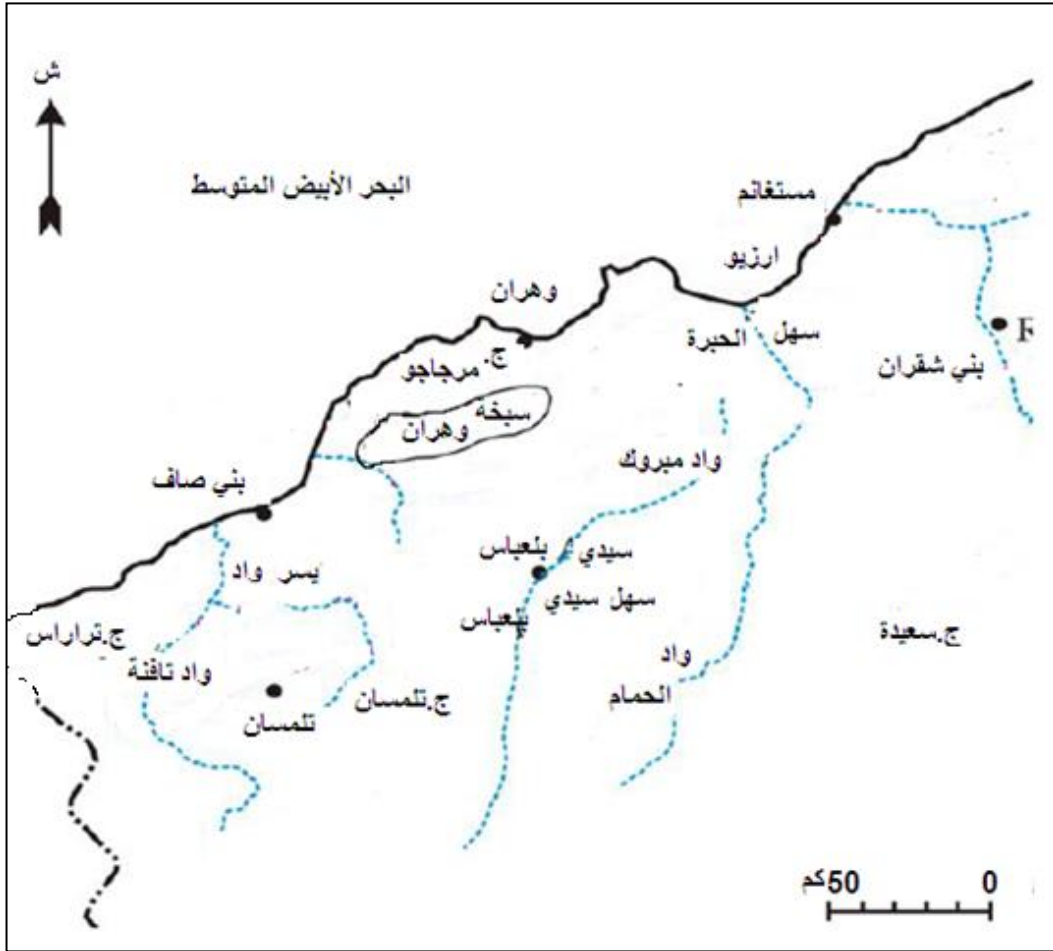 ش
البحر الأبيض المتوسط
مستغانم
ارزيو
وهران
سهل
الحبرة
ج. مرجاجو
بني شقران
سبخة
وهران
واد مبروك
بني صاف
سيدي
بلعباس
يسر واد
سهل سيدي
بلعباس
ج.تراراس
ج.سعيدة
واد
الحمام
واد تافنة
ج.تلمسان
تلمسان
0
50كم